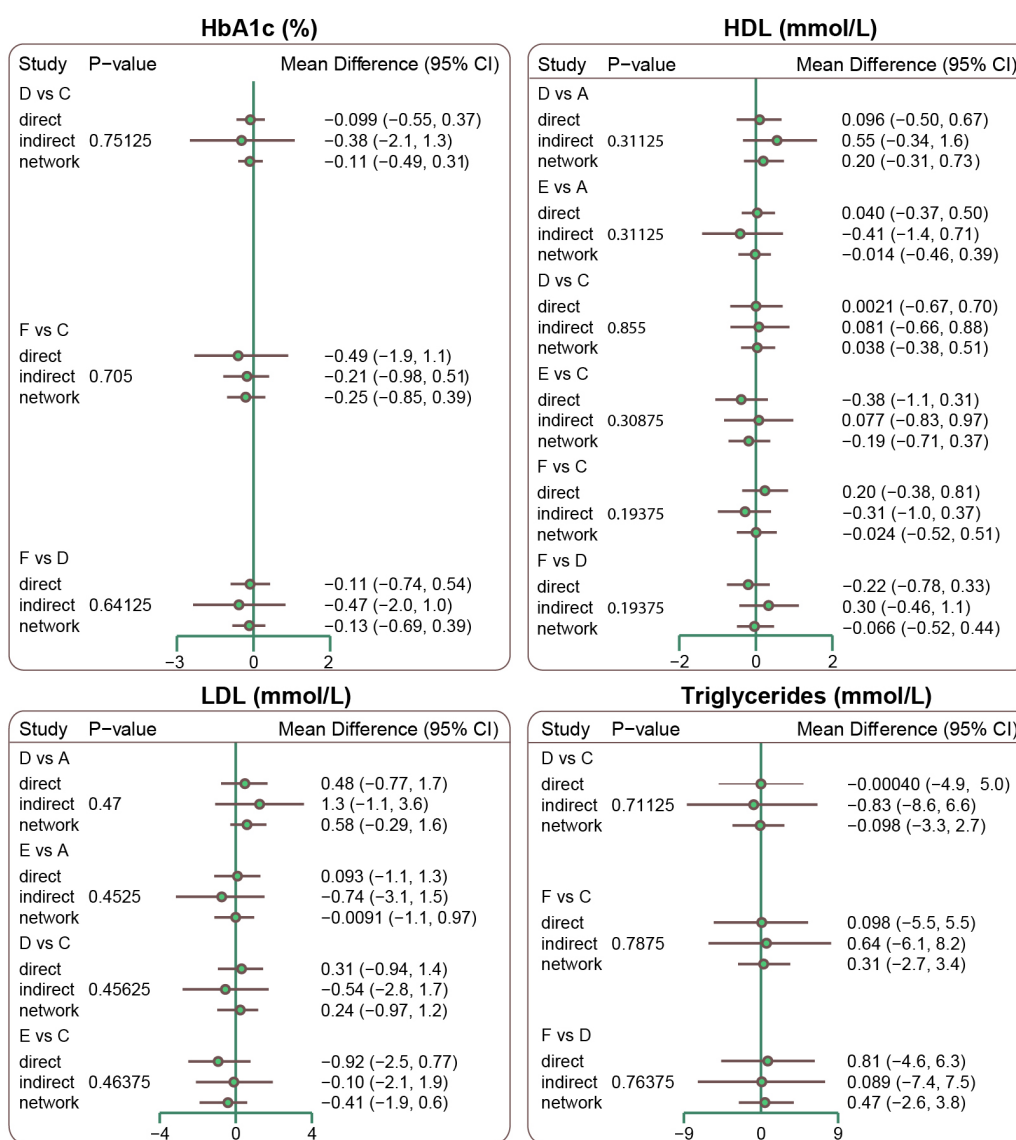 HbA1c (%)
Study P−value Mean Difference (95% CI)
D vs C
direct −0.099 (−0.55, 0.37)
indirect 0.75125 −0.38 (−2.1, 1.3)
network −0.11 (−0.49, 0.31)
F vs C
direct −0.49 (−1.9, 1.1)
indirect 0.705 −0.21 (−0.98, 0.51)
network −0.25 (−0.85, 0.39)
F vs D
direct −0.11 (−0.74, 0.54)
indirect 0.64125 −0.47 (−2.0, 1.0)
network −0.13 (−0.69, 0.39)
−3 0 2
HDL (mmol/L)
Study P−value Mean Difference (95% CI)
D vs A
direct 0.096 (−0.50, 0.67)
indirect 0.31125 0.55 (−0.34, 1.6)
network 0.20 (−0.31, 0.73)
E vs A
direct 0.040 (−0.37, 0.50)
indirect 0.31125 −0.41 (−1.4, 0.71)
network −0.014 (−0.46, 0.39)
D vs C
direct 0.0021 (−0.67, 0.70)
indirect 0.855 0.081 (−0.66, 0.88)
network 0.038 (−0.38, 0.51)
E vs C
direct −0.38 (−1.1, 0.31)
indirect 0.30875 0.077 (−0.83, 0.97)
network −0.19 (−0.71, 0.37)
F vs C
direct 0.20 (−0.38, 0.81)
indirect 0.19375 −0.31 (−1.0, 0.37)
network −0.024 (−0.52, 0.51)
F vs D
direct −0.22 (−0.78, 0.33)
indirect 0.19375 0.30 (−0.46, 1.1)
network −0.066 (−0.52, 0.44)
−2 0 2
LDL (mmol/L)
Study P−value Mean Difference (95% CI)
D vs A
direct 0.48 (−0.77, 1.7)
indirect 0.47 1.3 (−1.1, 3.6)
network 0.58 (−0.29, 1.6)
E vs A
direct 0.093 (−1.1, 1.3)
indirect 0.4525 −0.74 (−3.1, 1.5)
network −0.0091 (−1.1, 0.97)
D vs C
direct 0.31 (−0.94, 1.4)
indirect 0.45625 −0.54 (−2.8, 1.7)
network 0.24 (−0.97, 1.2)
E vs C
direct −0.92 (−2.5, 0.77)
indirect 0.46375 −0.10 (−2.1, 1.9)
network −0.41 (−1.9, 0.6)
−4 0 4
Triglycerides (mmol/L)
Study P−value Mean Difference (95% CI)
D vs C
direct −0.00040 (−4.9, 5.0)
indirect 0.71125 −0.83 (−8.6, 6.6)
network −0.098 (−3.3, 2.7)
F vs C
direct 0.098 (−5.5, 5.5)
indirect 0.7875 0.64 (−6.1, 8.2)
network 0.31 (−2.7, 3.4)
F vs D
direct 0.81 (−4.6, 6.3)
indirect 0.76375 0.089 (−7.4, 7.5)
network 0.47 (−2.6, 3.8)
−9 0 9